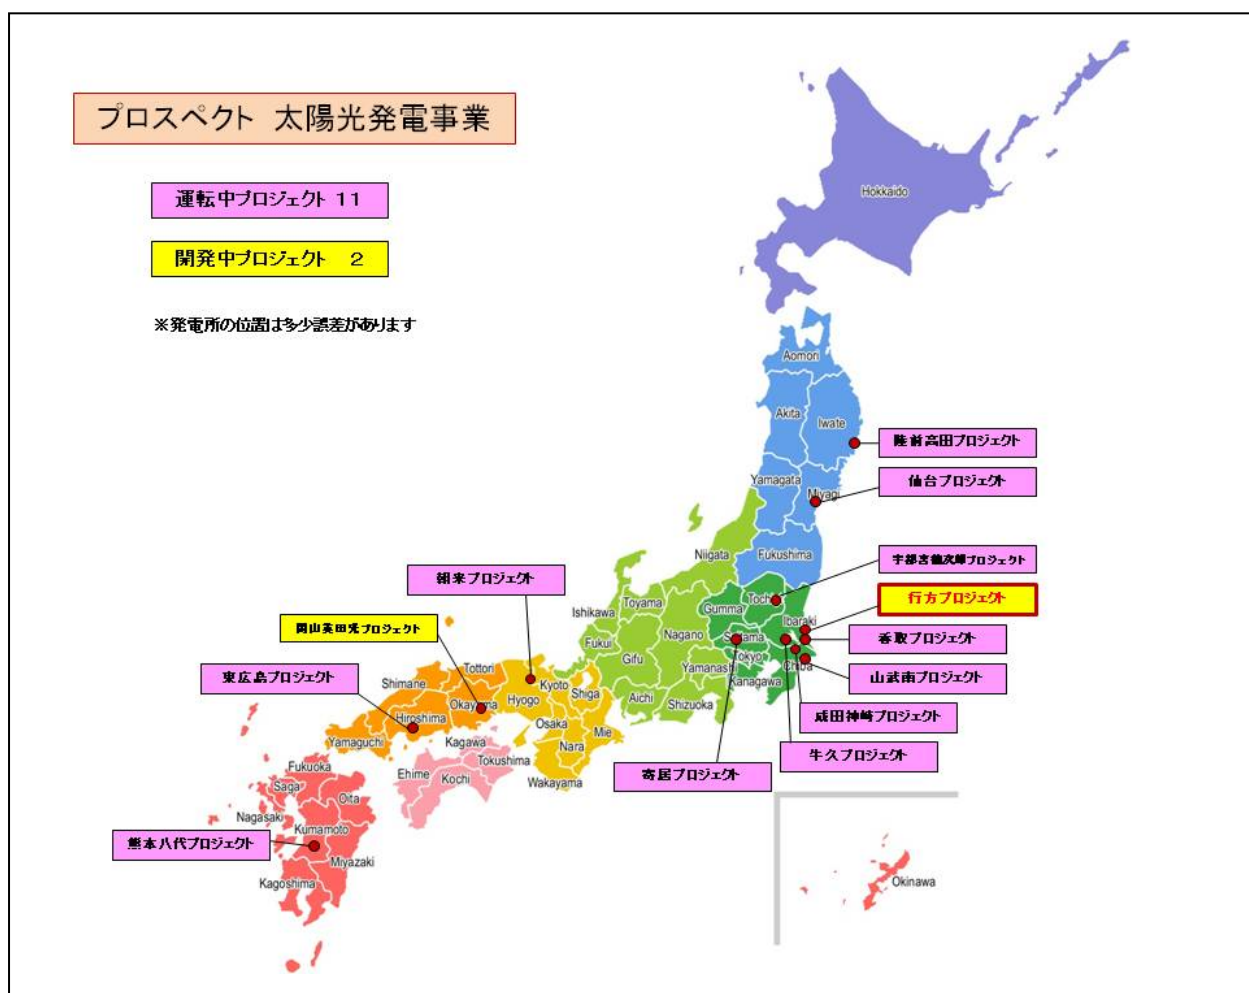 プロスペクト 太陽光発電事業
運転中プロジェクト 11
開発中プロジェクト 2
※発電所の位置は多少誤差があります
Hokkaido
Aomori
Akita
Iwate
陸前高田プロジェクト
Yamagata
Miyagi
仙台プロジェクト
Niigata
Fukushima
プロジェクト
朝来プロジェクト
Toyama
Gumma
Tochi
行方プロジェクト
Ishikawa
Ibaraki
岡山英田光プロジェクト
Fukui
Nagano
Saitama
香取プロジェクト
Gifu
Tokyo
Chiba
東広島プロジェクト
Tottori
Kyoto
Yamanashi
山武南プロジェクト
Shimane
Okayama
Hyogo
Shiga
Kanagawa
Hiroshima
Aichi
Shizuoka
成田神崎プロジェクト
Osaka
Mie
Yamaguchi
Kagawa
Nara
牛久プロジェクト
Tokushima
Ehime
Kochi
Wakayama
寄居プロジェクト
Fukuoka
Saga
Oita
Nagasaki
Kumamoto
熊本八代プロジェクト
Miyazaki
Kagoshima
Okinawa